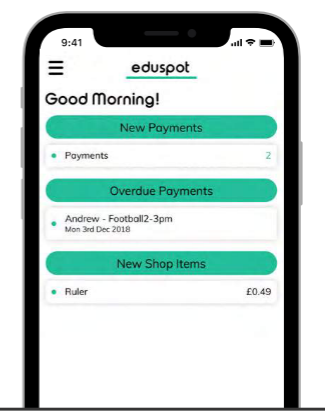 9:41
eduspot
Good Morning!
New Payments
Payments 2
Overdue Payments
Andrew - Football2-3pm
Mon 3rd Dec 2018
New Shop Items
Ruler £0.49